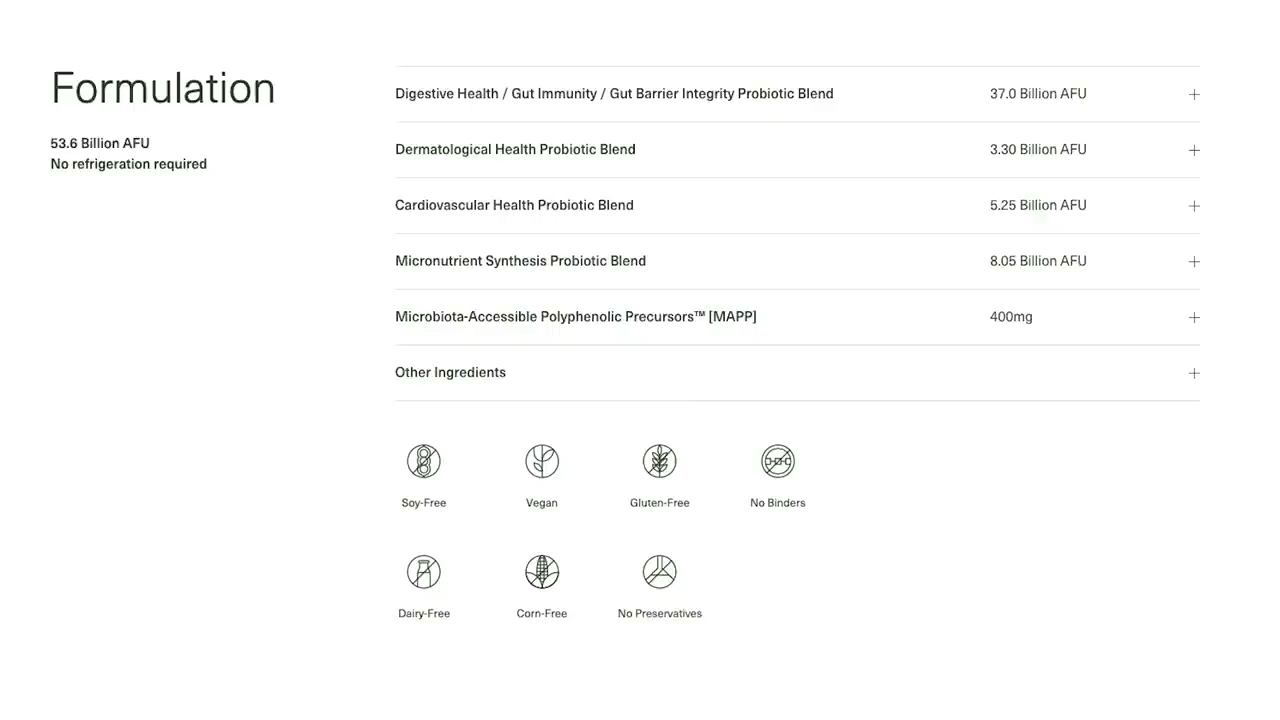 Formulation
53.6 Billion AFU
No refrigeration required
Digestive Health / Gut Immunity / Gut Barrier Integrity Probiotic Blend 37.0 Billion AFU +
Dermatological Health Probiotic Blend 3.30 Billion AFU +
Cardiovascular Health Probiotic Blend 5.25 Billion AFU +
Micronutrient Synthesis Probiotic Blend 8.05 Billion AFU +
Microbiota-Accessible Polyphenolic Precursors™ [MAPP] 400mg +
Other Ingredients +
Soy-Free Vegan Gluten-Free No Binders
Dairy-Free Corn-Free No Preservatives